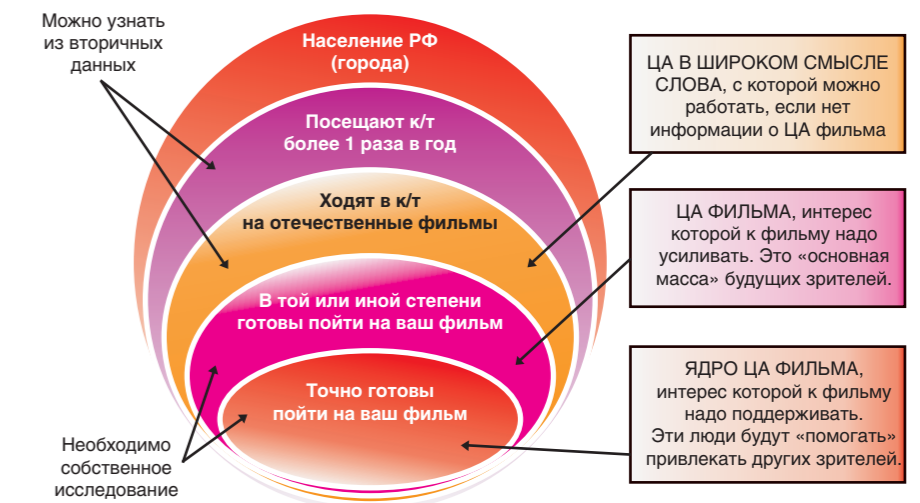 Можно узнать
из вторичных
данных
Население РФ
(города)
Посещают к/т
более 1 раза в год
Ходят в к/т
на отечественные фильмы
В той или иной степени
готовы пойти на ваш фильм
Точно готовы
пойти на ваш фильм
Необходимо
собственное
исследование
ЦА В ШИРОКОМ СМЫСЛЕ
СЛОВА, с которой можно
работать, если нет
информации о ЦА фильма
ЦА ФИЛЬМА, интерес
которой к фильму надо
усиливать. Это «основная
масса» будущих зрителей.
ЯДРО ЦА ФИЛЬМА,
интерес которой к фильму
надо поддерживать.
Эти люди будут «помогать»
привлекать других зрителей.